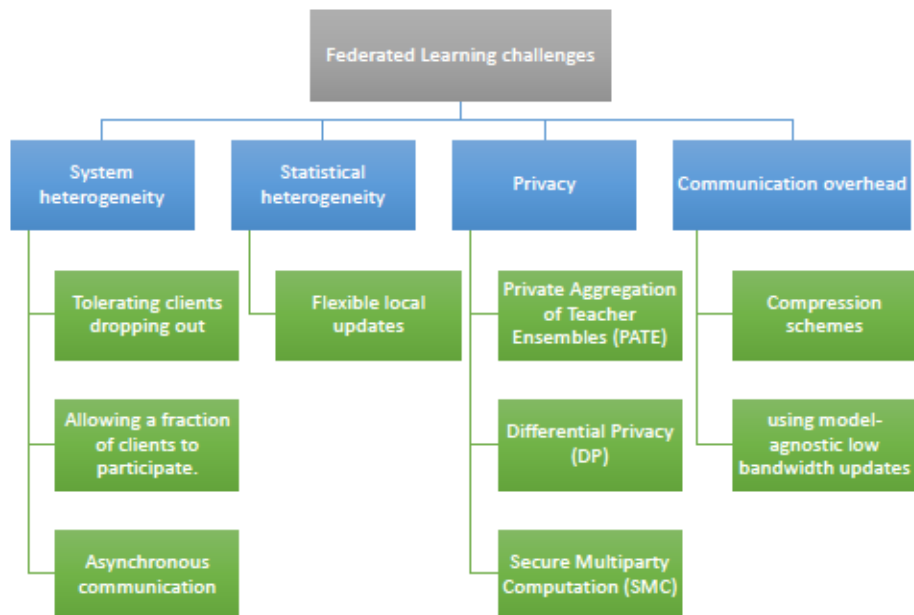 Federated Learning challenges
System
heterogeneity
Statistical
heterogeneity
Privacy
Communication overhead
Tolerating clients
dropping out
Flexible local
updates
Private Aggregation
of Teacher
Ensembles (PATE)
Compression
schemes
Allowing a fraction
of clients to
participate.
Differential Privacy
(DP)
using model-
agnostic low
bandwidth updates
Asynchronous
communication
Secure Multiparty
Computation (SMC)